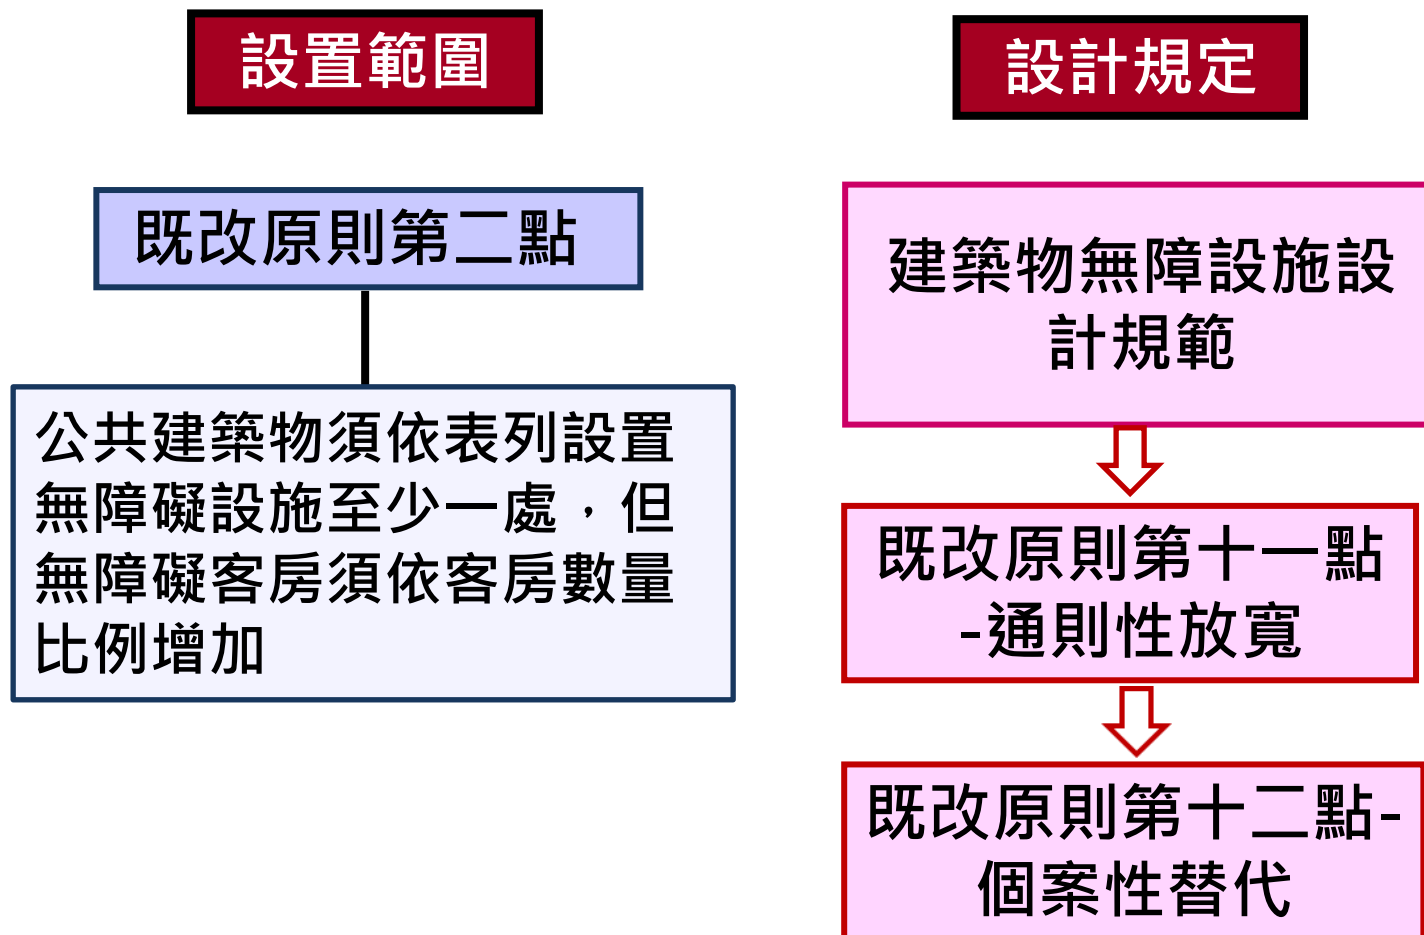 設置範圍
既改原則第二點
公共建築物須依表列設置
無障礙設施至少一處，但
無障礙客房須依客房數量
比例增加
設計規定
建築物無障設施設
計規範
既改原則第十一點
-通則性放寬
既改原則第十二點-
個案性替代